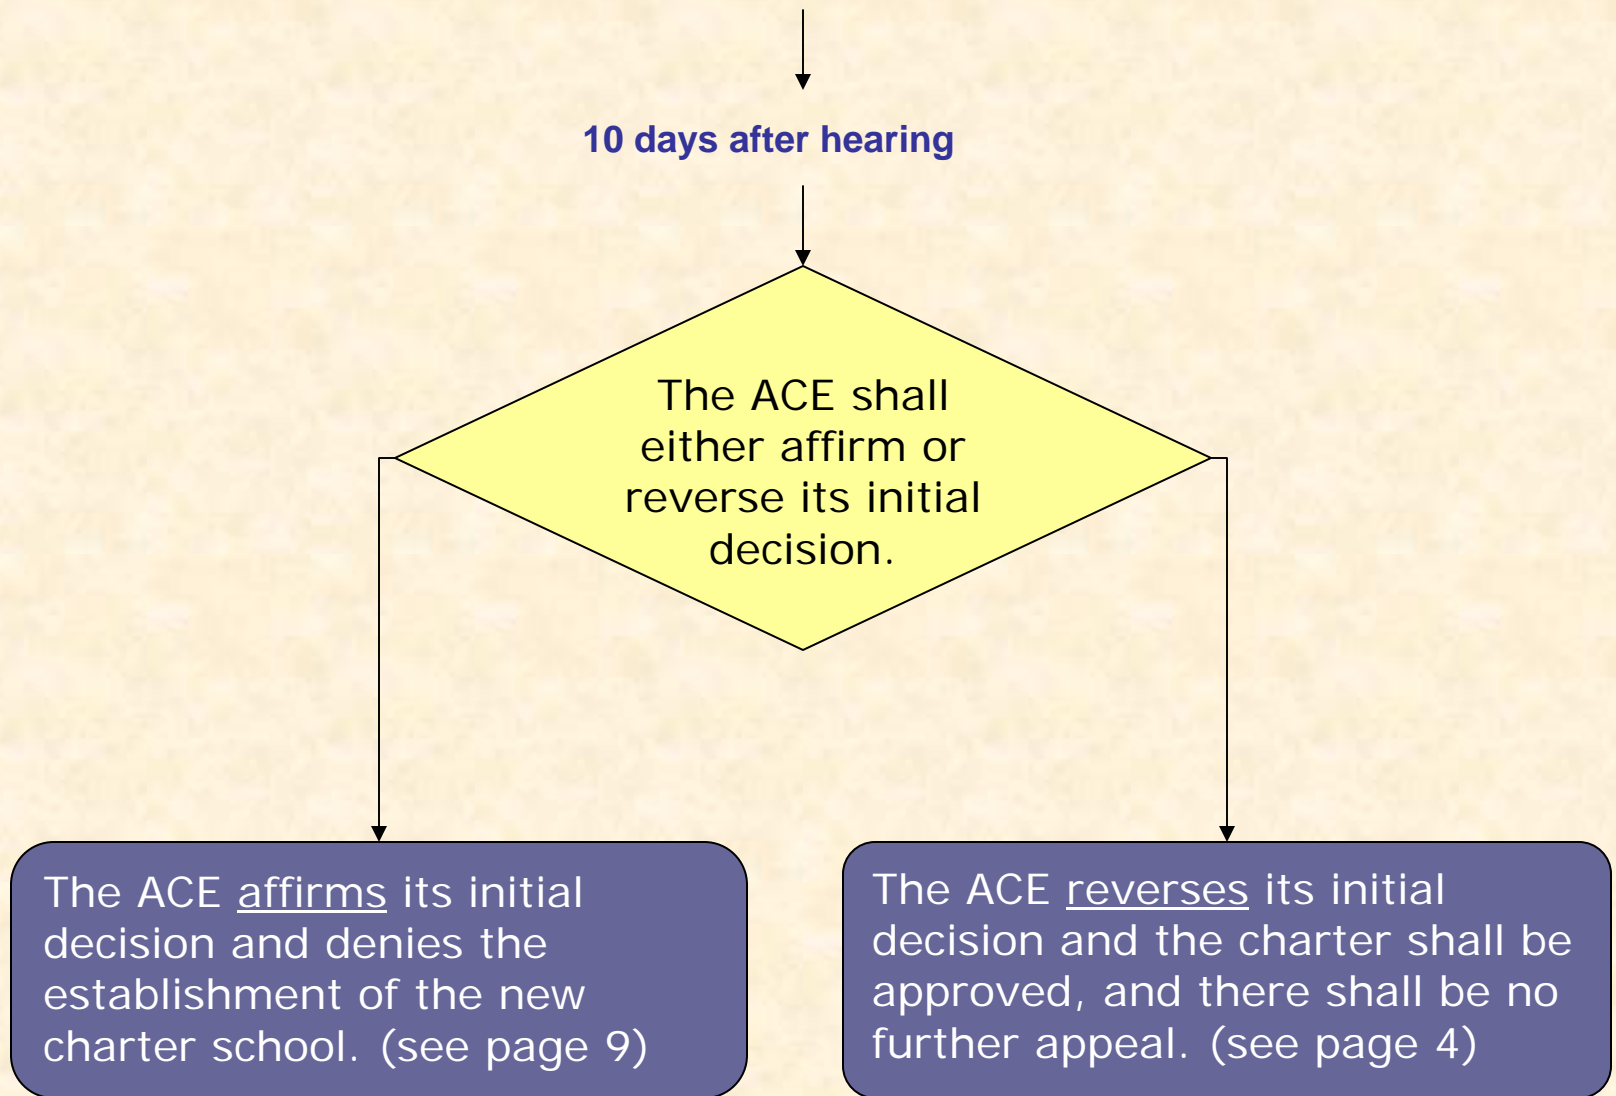 10 days after hearing
The ACE shall
either affirm or
reverse its initial
decision.
The ACE affirms its initial
decision and denies the
establishment of the new
charter school. (see page 9)
The ACE reverses its initial
decision and the charter shall be
approved, and there shall be no
further appeal. (see page 4)